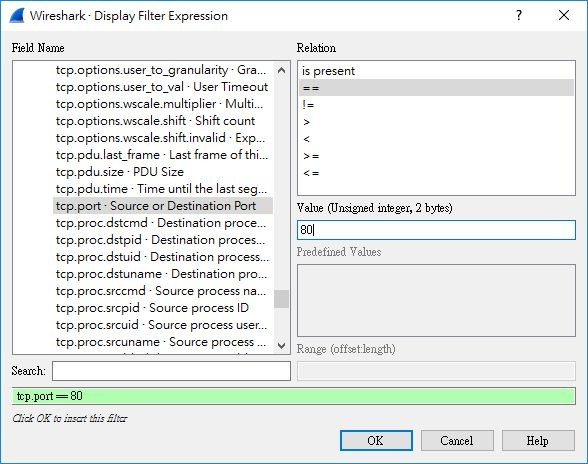 Wireshark · Display Filter Expression
Field Name
tcp.options.user_to_granularity · Gra...
tcp.options.user_to_val · User Timeout
tcp.options.wscale.multiplier · Multi...
tcp.options.wscale.shift · Shift count
tcp.options.wscale.shift.invalid · Exp...
tcp.pdu.last_frame · Last frame of thi...
tcp.pdu.size · PDU Size
tcp.pdu.time · Time until the last seg...
tcp.port · Source or Destination Port
tcp.proc.dstcmd · Destination proce...
tcp.proc.dstpid · Destination proces...
tcp.proc.dstuid · Destination process...
tcp.proc.dstuname · Destination pro...
tcp.proc.srccmd · Source process na...
tcp.proc.srcpid · Source process ID
tcp.proc.srcuid · Source process user...
tcp.proc.srcuname · Source process ...
Search:
Relation
is present
==
!=
>
<
>=
<=
Value (Unsigned integer, 2 bytes)
80
Predefined Values
Range (offset:length)
tcp.port == 80
Click OK to insert this filter
OK
Cancel
Help